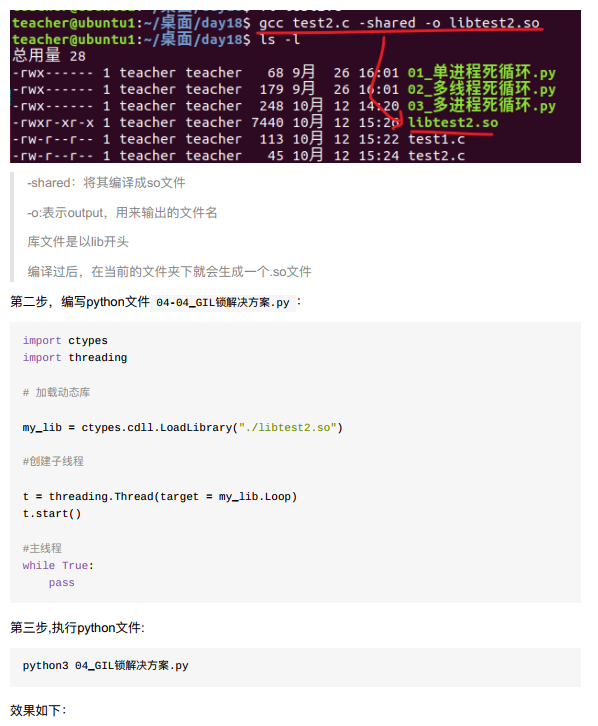 teacher@ubuntu1:~/桌面/day18$ gcc test2.c -shared -o libtest2.so
teacher@ubuntu1:~/桌面/day18$ ls -l
总用量 28
-rwx------ 1 teacher teacher   68 9月  26 16:01 01_单进程死循环.py
-rwx------ 1 teacher teacher  179 9月  26 16:01 02_多线程死循环.py
-rwx------ 1 teacher teacher  248 10月 12 14:20 03_多进程死循环.py
-rwxr-xr-x 1 teacher teacher 7440 10月 12 15:26 libtest2.so
-rw-r--r-- 1 teacher teacher  113 10月 12 15:22 test1.c
-rw-r--r-- 1 teacher teacher   45 10月 12 15:24 test2.c
-shared：将其编译成so文件
-o:表示output，用来输出的文件名
库文件是以lib开头
编译过后，在当前的文件夹下就会生成一个.so文件
第二步，编写python文件 04-04_GIL锁解决方案.py：
import ctypes
import threading
# 加载动态库
my_lib = ctypes.cdll.LoadLibrary("./libtest2.so")
#创建子线程
t = threading.Thread(target = my_lib.Loop)
t.start()
#主线程
while True:
    pass
第三步,执行python文件:
python3 04_GIL锁解决方案.py
效果如下：